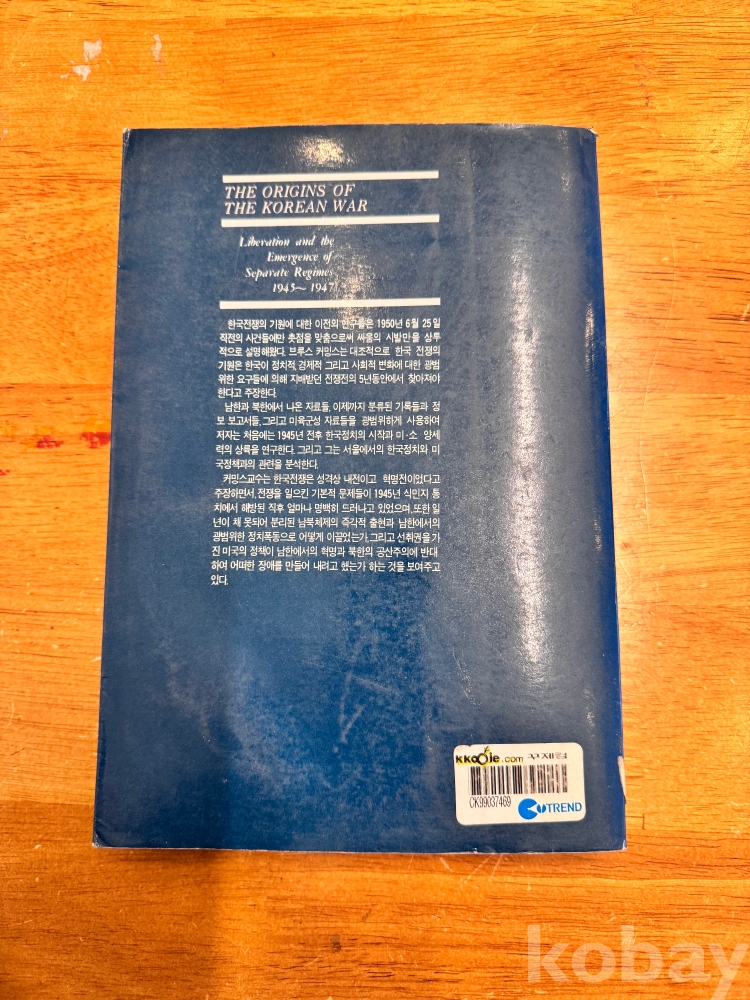 THE ORIGINS OF
THE KOREAN WAR
Liberation and the
Emergence of
Separate Regimes
1945~ 1947
한국전쟁의 기원에 대한 이전의 연구들은 1950년 6월 25일
직전의 사건들에만 촛점을 맞춤으로써 싸움의 시발만을 상투
적으로 설명해왔다. 브루스 커밍스는 대조적으로 한국 전쟁의
기원은 한국이 정치적, 경제적 그리고 사회적 변화에 대한 광범
위한 요구들에 의해 지배받던 전쟁전의 5년동안에서 찾아져야
한다고 주장한다.
남한과 북한에서 나온 자료들, 이제까지 분류된 기록들과 정
보 보고서들, 그리고 미육군성 자료들을 광범위하게 사용하여
저자는 처음에는 1945년 전후 한국정치의 시작과 미·소 양세
력의 상륙을 연구한다. 그리고 그는 서울에서의 한국정치와 미
국정책과의 관련을 분석한다.
커밍스교수는 한국전쟁은 성격상 내전이고 혁명전이었다고
주장하면서, 전쟁을 일으킨 기본적 문제들이 1945년 식민지 통
치에서 해방된 직후 얼마나 명백히 드러나고 있었으며, 또한 일
년이 채 못되어 분리된 남북체제의 즉각적 출현과 남한에서의
광범위한 정치폭동으로 어떻게 이끌었는가, 그리고 선취권을 가
진 미국의 정책이 남한에서의 혁명과 북한의 공산주의에 반대
하여 어떠한 장애를 만들어 내려고 했는가 하는 것을 보여주고
있다.
kkooie.com
CK99037469
TREND
kobay